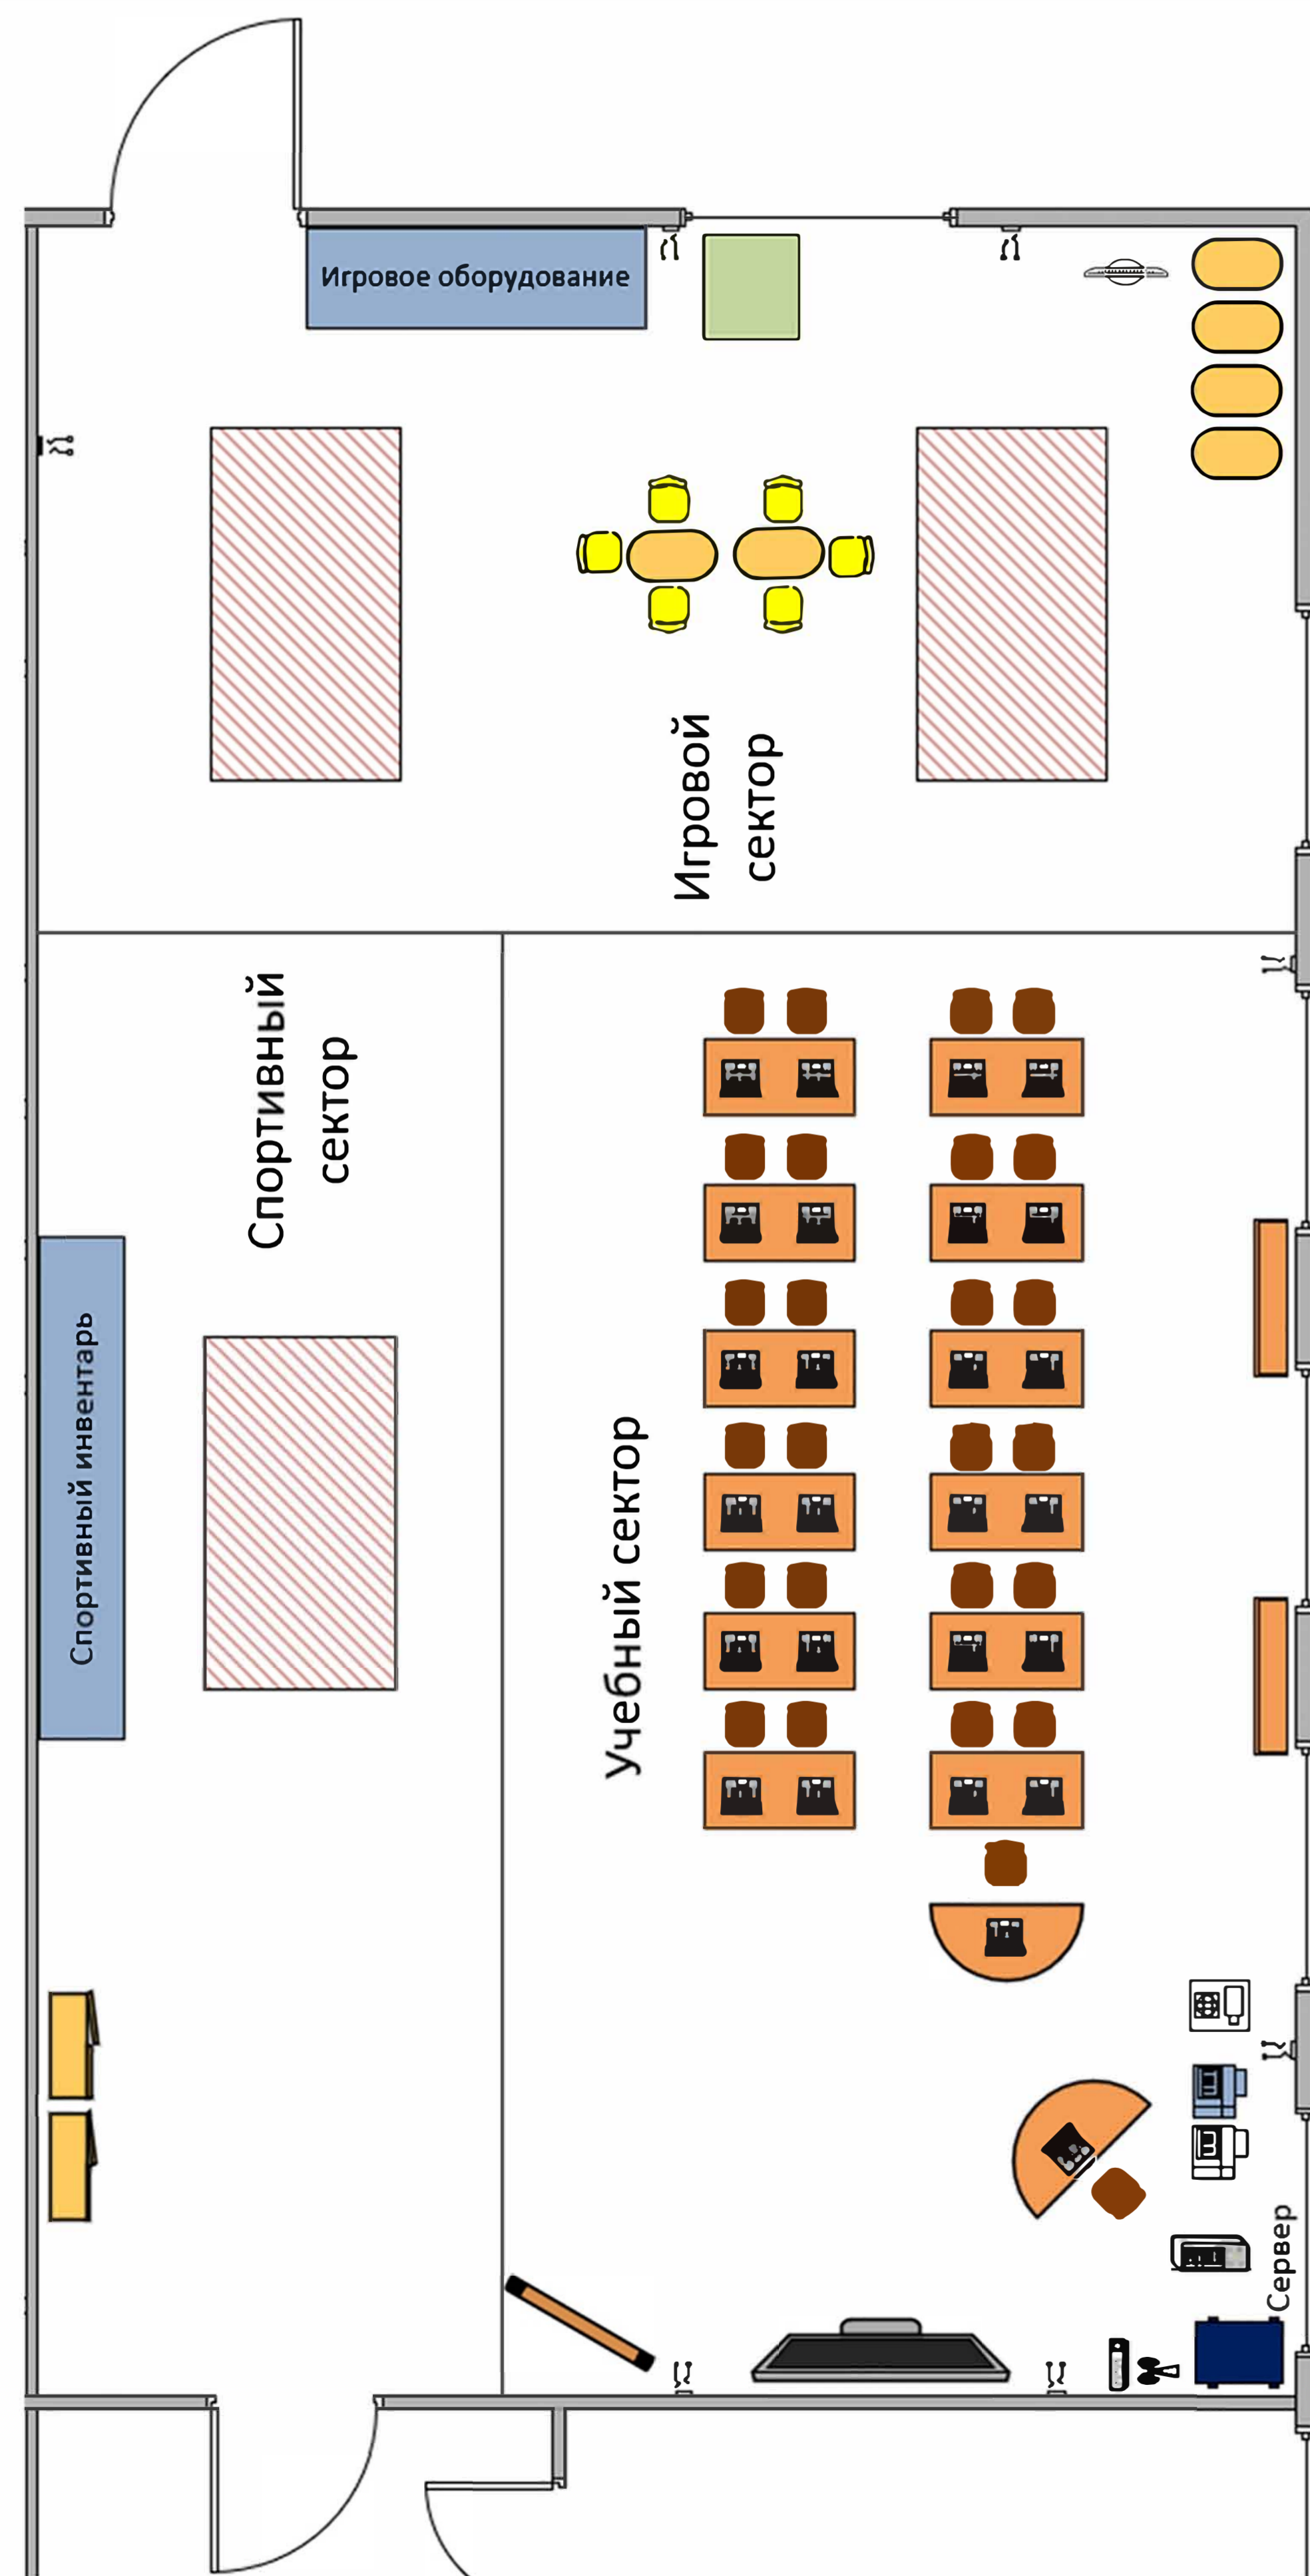 Игровое оборудование
Игровой
сектор
Спортивный
сектор
Спортивный инвентарь
Учебный сектор
Сервер